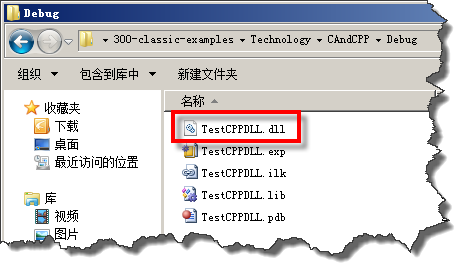 Debug
300-classic-examples ▸ Technology ▸ CAndCPP ▸ Debug
组织 包含到库中 新建文件夹
收藏夹
下载
桌面
最近访问的位置
库
视频
图片
名称
TestCPPDLL.dll
TestCPPDLL.exp
TestCPPDLL.ilk
TestCPPDLL.lib
TestCPPDLL.pdb